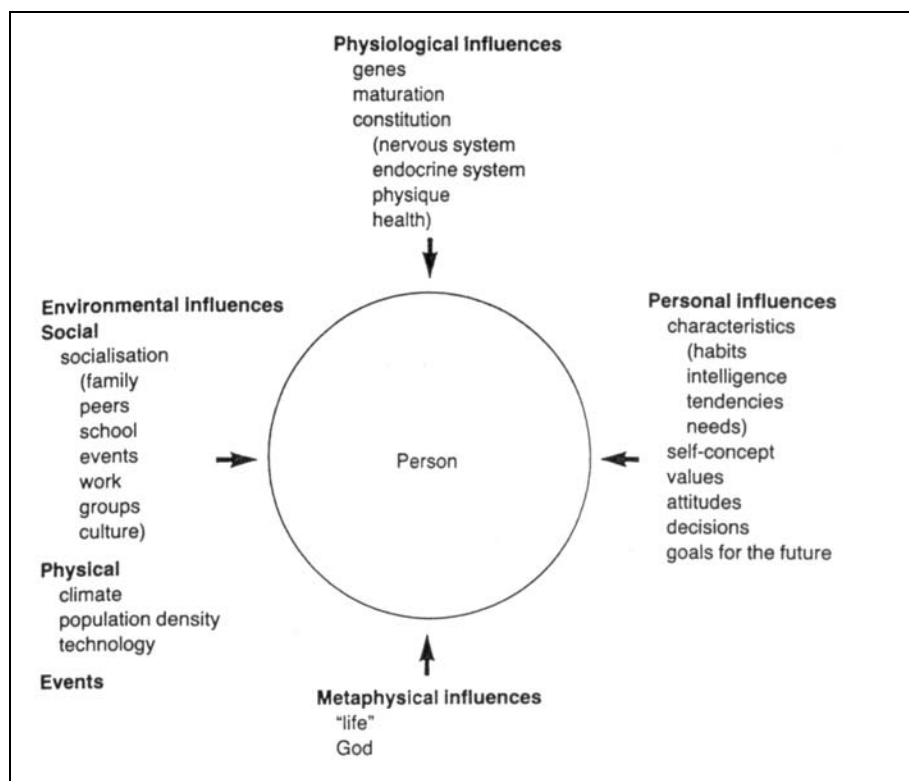 Physiological Influences
genes
maturation
constitution
(nervous system
endocrine system
physique
health)
Environmental influences
Social
socialisation
(family
peers
school
events
work
groups
culture)
Physical
climate
population density
technology
Events
Person
Personal influences
characteristics
(habits
intelligence
tendencies
needs)
self-concept
values
attitudes
decisions
goals for the future
Metaphysical influences
"life"
God